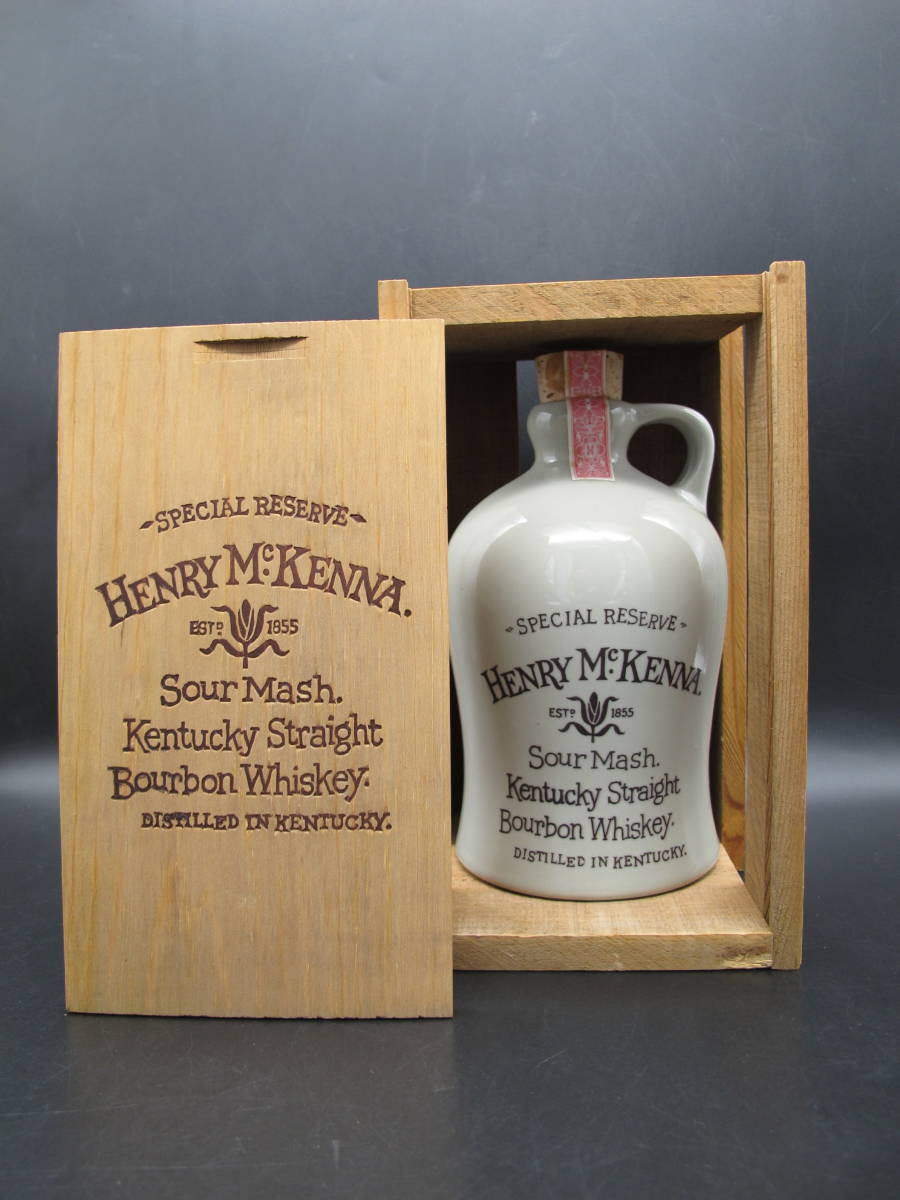 -SPECIAL RESERVE-
HENRY McKENNA.
ESTD 1855
Sour Mash.
Kentucky Straight
Bourbon Whiskey.
DISTILLED IN KENTUCKY.
-SPECIAL RESERVE-
HENRY McKENNA.
ESTD 1855
Sour Mash.
Kentucky Straight
Bourbon Whiskey.
DISTILLED IN KENTUCKY.